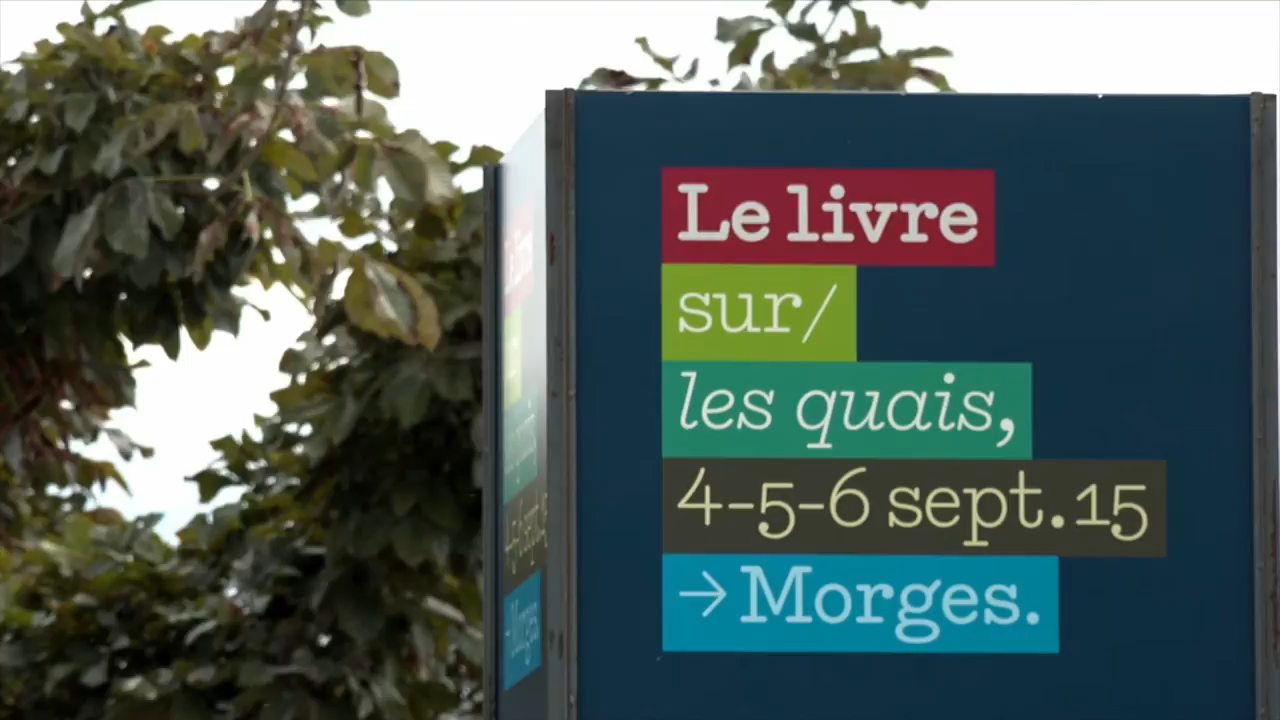 Le livre
sur/
les quais,
4-5-6 sept. 15
→ Morges.